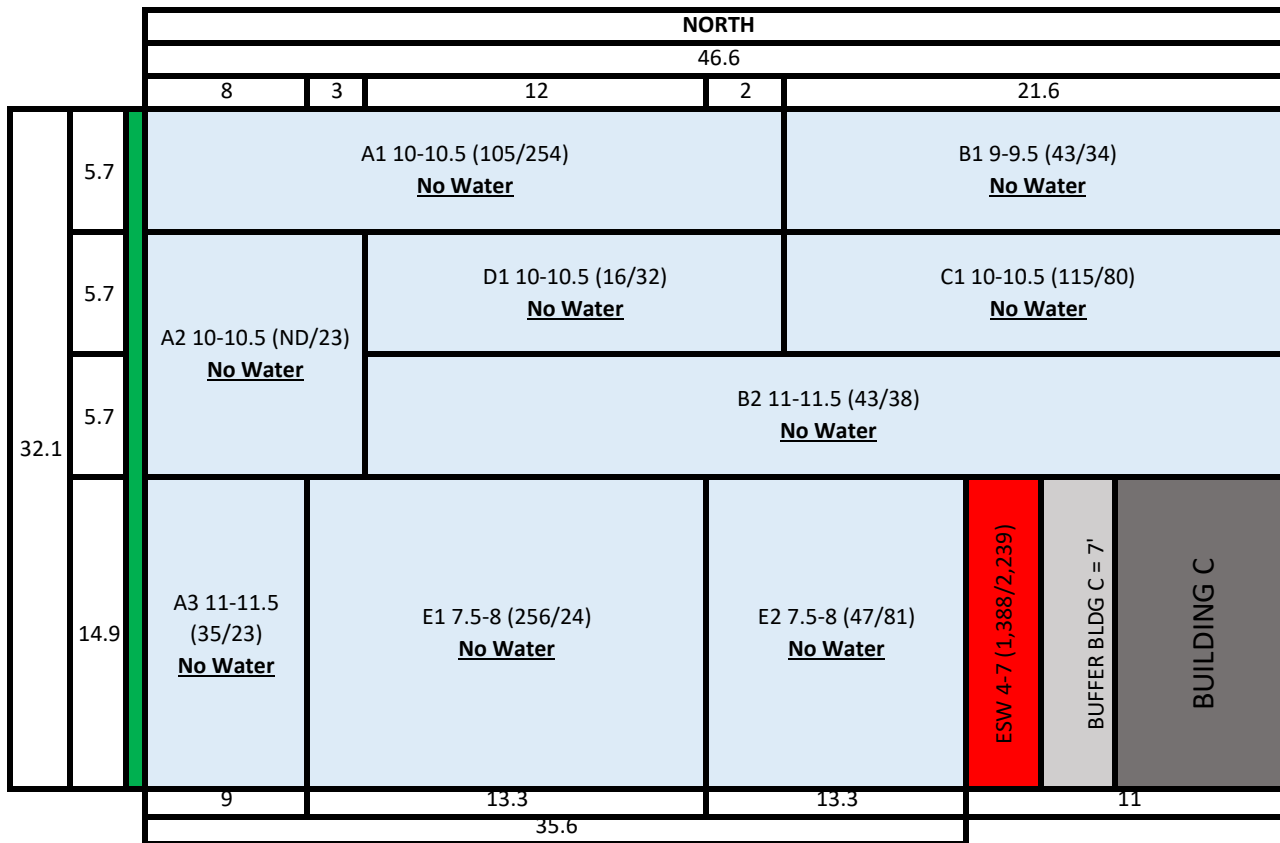 NORTH
46.6
8 3 12 2 21.6
5.7
A1 10-10.5 (105/254)
No Water
B1 9-9.5 (43/34)
No Water
5.7
D1 10-10.5 (16/32)
No Water
C1 10-10.5 (115/80)
No Water
A2 10-10.5 (ND/23)
No Water
5.7
B2 11-11.5 (43/38)
No Water
32.1
14.9
A3 11-11.5
(35/23)
No Water
E1 7.5-8 (256/24)
No Water
E2 7.5-8 (47/81)
No Water
ESW 4-7 (1,388/2,239)
BUFFER BLDG C = 7'
BUILDING C
9 13.3 13.3 11
35.6